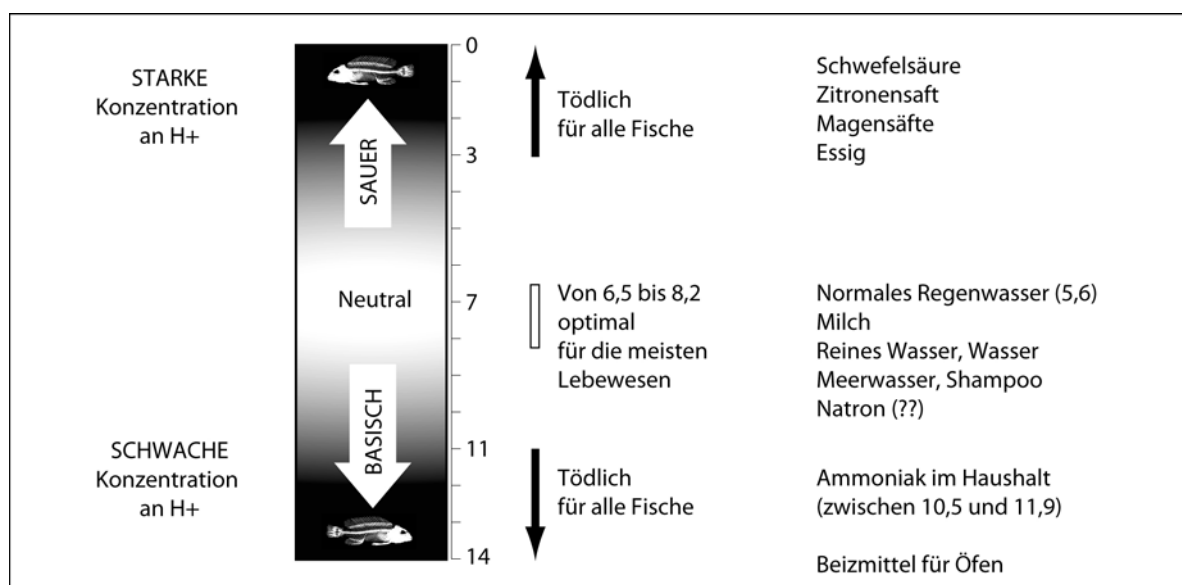 STARKE
Konzentration
an H+
SAUER
Neutral
BASISCH
SCHWACHE
Konzentration
an H+
0
3
7
11
14
Tödlich
für alle Fische
Von 6,5 bis 8,2
optimal
für die meisten
Lebewesen
Tödlich
für alle Fische
Schwefelsäure
Zitronensaft
Magensäfte
Essig
Normales Regenwasser (5,6)
Milch
Reines Wasser, Wasser
Meerwasser, Shampoo
Natron (??)
Ammoniak im Haushalt
(zwischen 10,5 und 11,9)
Beizmittel für Öfen